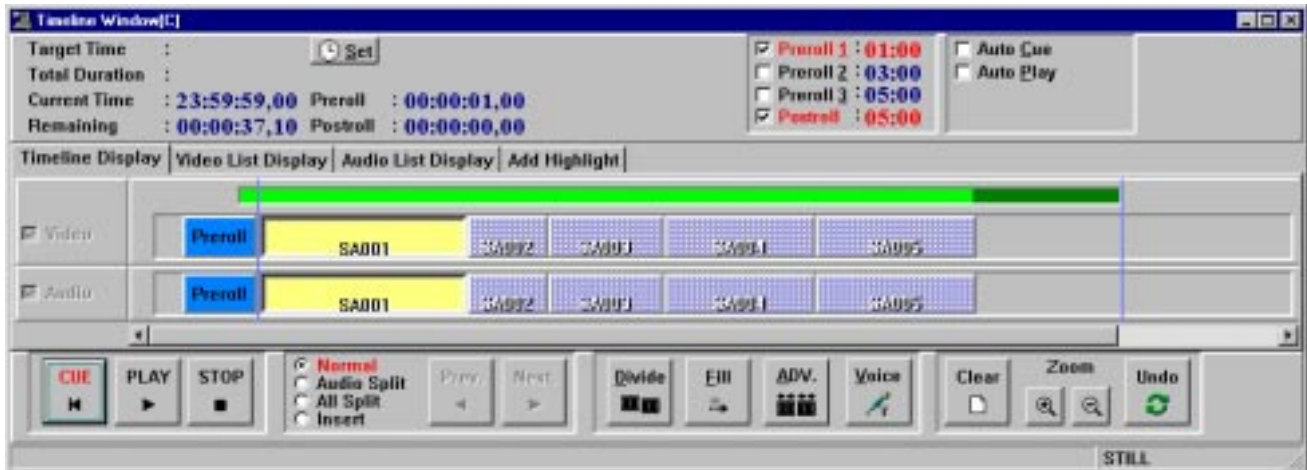 Timeline Window[C]
Target Time : Set
Total Duration :
Current Time : 23:59:59,00 Preroll : 00:00:01,00
Remaining : 00:00:37,10 Postroll : 00:00:00,00
Preroll 1 : 01:00
Preroll 2 : 03:00
Preroll 3 : 05:00
Postroll : 05:00
Auto Cue
Auto Play
Timeline Display Video List Display Audio List Display Add Highlight
Video Preroll SA001 SA002 SA003 SA004 SA005
Audio Preroll SA001 SA002 SA003 SA004 SA005
CUE PLAY STOP
Normal
Audio Split
All Split
Insert
Prev. Next
Divide Fill ADV. Voice
Clear Zoom Undo
STILL